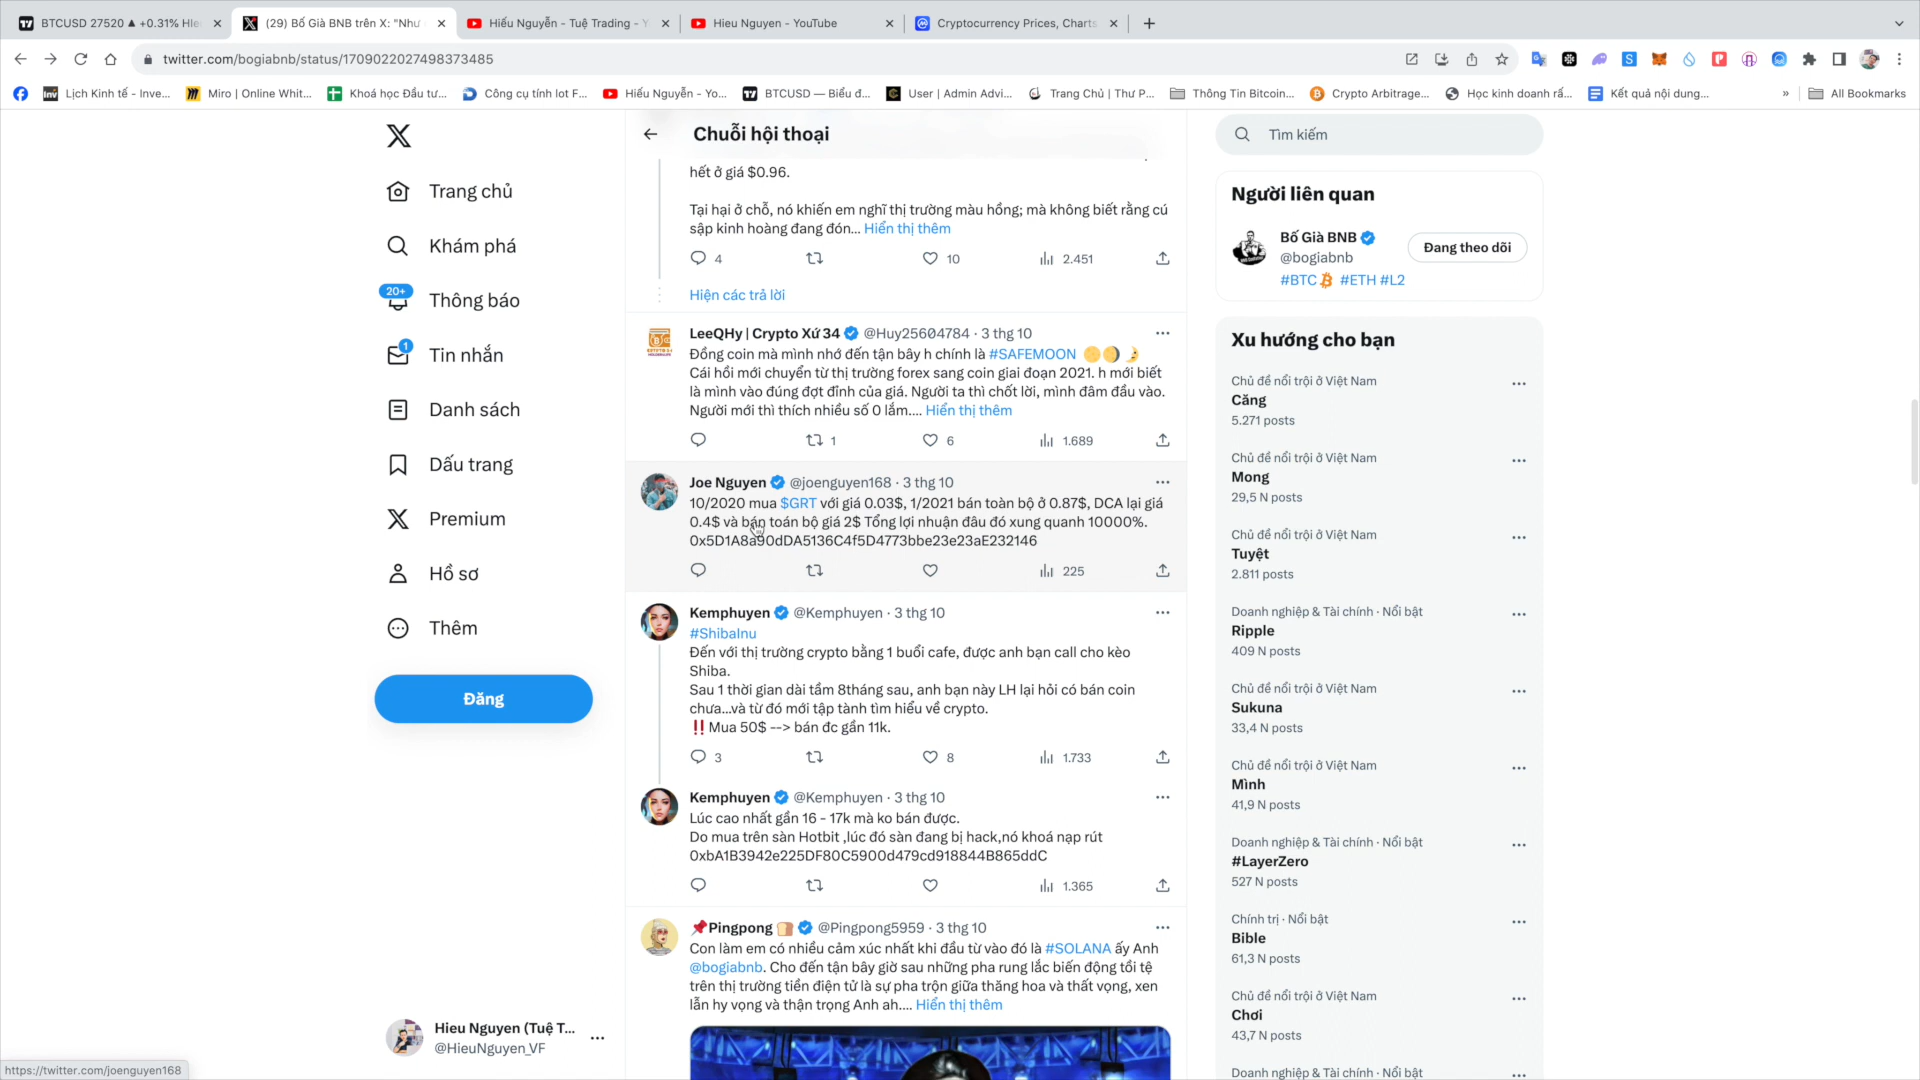 BTCUSD 27520 ▲ +0.31% Hie
(29) Bố Già BNB trên X: "Như
Hiếu Nguyễn - Tuệ Trading - Y
Hieu Nguyen - YouTube
Cryptocurrency Prices, Charts
twitter.com/bogiabnb/status/1709022027498373485
Lịch Kinh tế - Inve...
Miro | Online Whit...
Khoá học Đầu tư...
Công cụ tính lot F...
Hiếu Nguyễn - Yo...
BTCUSD — Biểu đ...
User | Admin Advi...
Trang Chủ | Thư P...
Thông Tin Bitcoin...
Crypto Arbitrage...
Học kinh doanh rấ...
Kết quả nội dung...
»
All Bookmarks
Trang chủ
Khám phá
20+
Thông báo
1
Tin nhắn
Danh sách
Dấu trang
Premium
Hồ sơ
Thêm
Đăng
Hieu Nguyen (Tuệ T...
@HieuNguyen_VF
https://twitter.com/joenguyen168
Chuỗi hội thoại
hết ở giá $0.96.
Tại hại ở chỗ, nó khiến em nghĩ thị trường màu hồng; mà không biết rằng cú
sập kinh hoàng đang đón... Hiển thị thêm
4 10 2.451
Hiện các trả lời
LeeQHy | Crypto Xứ 34 @Huy25604784 · 3 thg 10
Đồng coin mà mình nhớ đến tận bây h chính là #SAFEMOON 🌕🌖🌛
Cái hồi mới chuyển từ thị trường forex sang coin giai đoạn 2021. h mới biết
là mình vào đúng đợt đỉnh của giá. Người ta thì chốt lời, mình đâm đầu vào.
Người mới thì thích nhiều số 0 lắm.... Hiển thị thêm
1 6 1.689
Joe Nguyen @joenguyen168 · 3 thg 10
10/2020 mua $GRT với giá 0.03$, 1/2021 bán toàn bộ ở 0.87$, DCA lại giá
0.4$ và bán toán bộ giá 2$ Tổng lợi nhuận đâu đó xung quanh 10000%.
0x5D1A8a90dDA5136C4f5D4773bbe23e23aE232146
225
Kemphuyen @Kemphuyen · 3 thg 10
#ShibaInu
Đến với thị trường crypto bằng 1 buổi cafe, được anh bạn call cho kèo
Shiba.
Sau 1 thời gian dài tầm 8tháng sau, anh bạn này LH lại hỏi có bán coin
chưa...và từ đó mới tập tành tìm hiểu về crypto.
‼️Mua 50$ --> bán đc gần 11k.
3 8 1.733
Kemphuyen @Kemphuyen · 3 thg 10
Lúc cao nhất gần 16 - 17k mà ko bán được.
Do mua trên sàn Hotbit ,lúc đó sàn đang bị hack,nó khoá nạp rút
0xbA1B3942e225DF80C5900d479cd918844B865ddC
1.365
📌Pingpong 🍞 @Pingpong5959 · 3 thg 10
Con làm em có nhiều cảm xúc nhất khi đầu tư vào đó là #SOLANA ấy Anh
@bogiabnb. Cho đến tận bây giờ sau những pha rung lắc biến động tồi tệ
trên thị trường tiền điện tử là sự pha trộn giữa thăng hoa và thất vọng, xen
lẫn hy vọng và thận trọng Anh ah.... Hiển thị thêm
Tìm kiếm
Người liên quan
Bố Già BNB
@bogiabnb
Đang theo dõi
#BTC #ETH #L2
Xu hướng cho bạn
Chủ đề nổi trội ở Việt Nam
Căng
5.271 posts
Chủ đề nổi trội ở Việt Nam
Mong
29,5 N posts
Chủ đề nổi trội ở Việt Nam
Tuyệt
2.811 posts
Doanh nghiệp & Tài chính · Nổi bật
Ripple
409 N posts
Chủ đề nổi trội ở Việt Nam
Sukuna
33,4 N posts
Chủ đề nổi trội ở Việt Nam
Mình
41,9 N posts
Doanh nghiệp & Tài chính · Nổi bật
#LayerZero
527 N posts
Chính trị · Nổi bật
Bible
61,3 N posts
Chủ đề nổi trội ở Việt Nam
Chơi
43,7 N posts
Doanh nghiệp & Tài chính · Nổi bật